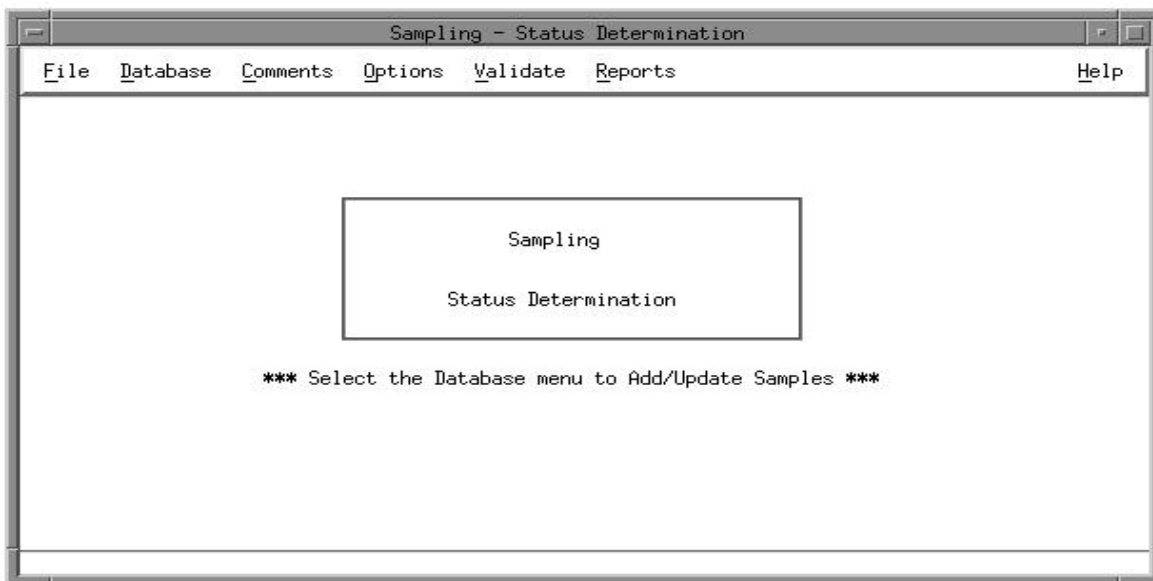 Sampling - Status Determination
File Database Comments Options Validate Reports Help
Sampling
Status Determination
*** Select the Database menu to Add/Update Samples ***